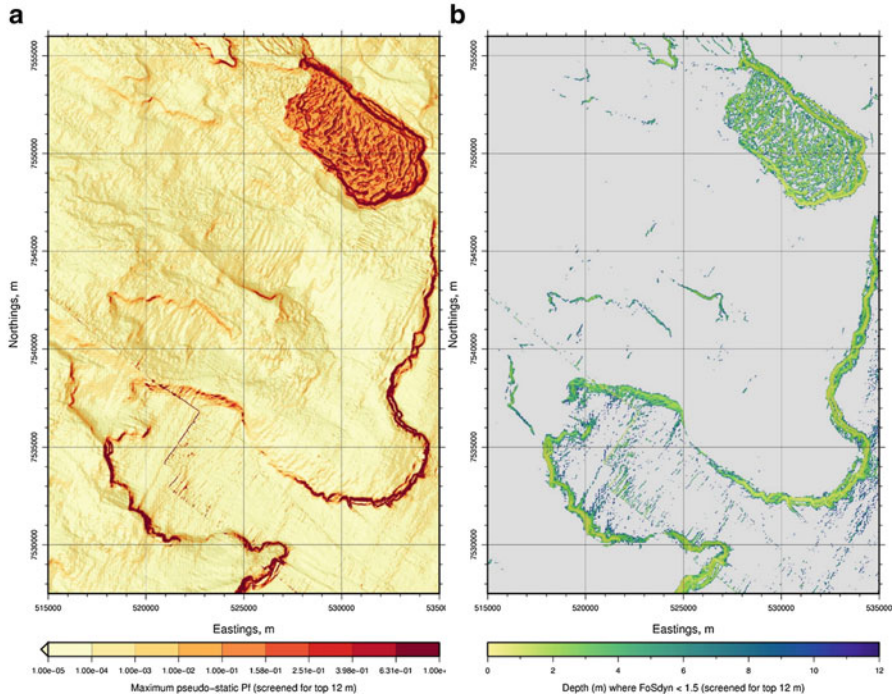 a
b
7555000
7550000
7545000
7540000
7535000
7530000
Northings, m
515000 520000 525000 530000 53500
Eastings, m
1.00e-05 1.00e-04 1.00e-03 1.00e-02 1.00e-01 1.58e-01 2.51e-01 3.98e-01 6.31e-01 1.00e+
Maximum pseudo-static Pf (screened for top 12 m)
7555000
7550000
7545000
7540000
7535000
7530000
Northings, m
515000 520000 525000 530000 535000
Eastings, m
0 2 4 6 8 10 12
Depth (m) where FoSdyn < 1.5 (screened for top 12 m)